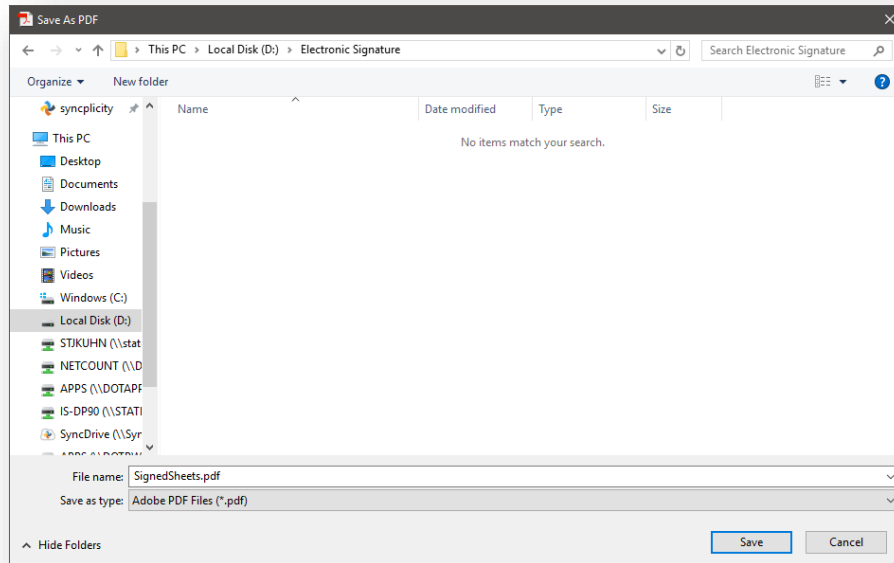 Save As PDF
This PC > Local Disk (D:) > Electronic Signature
Search Electronic Signature
Organize
New folder
?
Name
Date modified
Type
Size
No items match your search.
syncplicity
This PC
Desktop
Documents
Downloads
Music
Pictures
Videos
Windows (C:)
Local Disk (D:)
STJKUHN (\\stat
NETCOUNT (\\D
APPS (\\DOTAPF
IS-DP90 (\\STATI
SyncDrive (\\Syr
File name: SignedSheets.pdf
Save as type: Adobe PDF Files (*.pdf)
Hide Folders
Save
Cancel